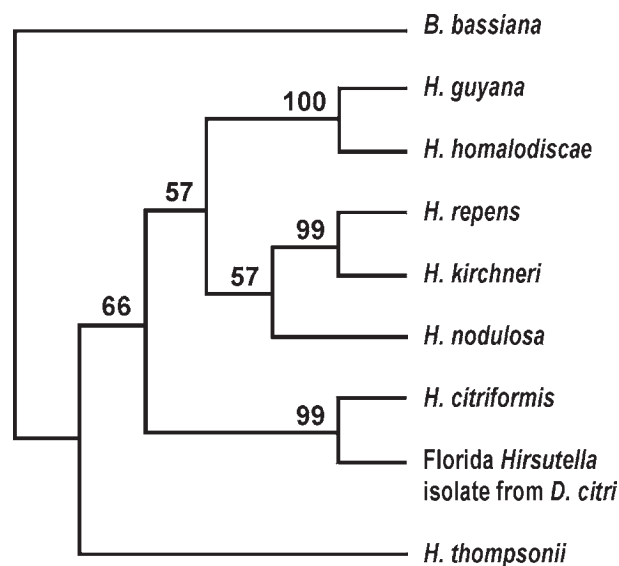 B. bassiana
H. guyana
100
H. homalodiscae
57
H. repens
99
H. kirchneri
57
66
H. nodulosa
H. citriformis
99
Florida Hirsutella
isolate from D. citri
H. thompsonii